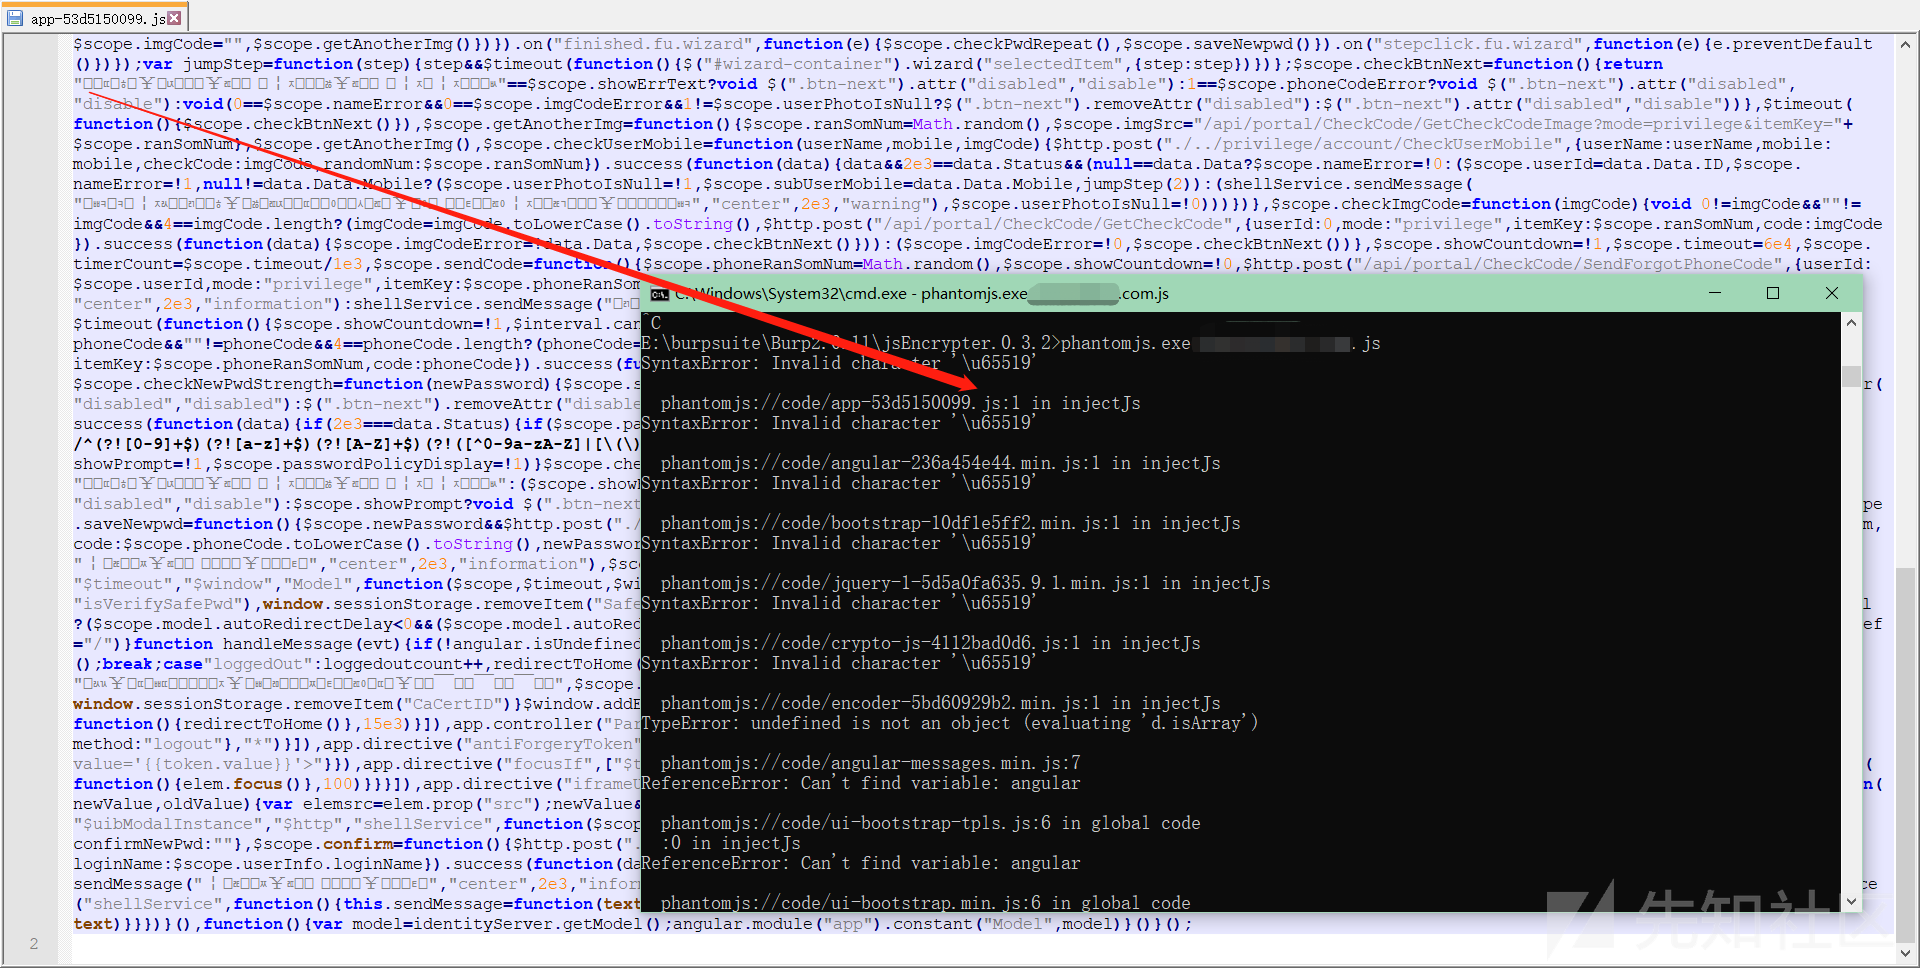 app-53d5150099.js
$scope.imgCode="",$scope.getAnotherImg()})}).on("finished.fu.wizard",function(e){$scope.checkPwdRepeat(),$scope.saveNewpwd()}).on("stepclick.fu.wizard",function(e){e.preventDefault
()})});var jumpStep=function(step){step&&$timeout(function(){$("#wizard-container").wizard("selectedItem",{step:step})})};$scope.checkBtnNext=function(){return
"==$scope.showErrText?void $(".btn-next").attr("disabled","disable"):1==$scope.phoneCodeError?void $(".btn-next").attr("disabled",
"disable"):void(0==$scope.nameError&&0==$scope.imgCodeError&&1!=$scope.userPhotoIsNull?$(".btn-next").removeAttr("disabled"):$(".btn-next").attr("disabled","disable"))},$timeout(
function(){$scope.checkBtnNext()}),$scope.getAnotherImg=function(){$scope.ranSomNum=Math.random(),$scope.imgSrc="/api/portal/CheckCode/GetCheckCodeImage?mode=privilege&itemKey="+
$scope.ranSomNum},$scope.getAnotherImg(),$scope.checkUserMobile=function(userName,mobile,imgCode){$http.post("./../privilege/account/CheckUserMobile",{userName:userName,mobile:
mobile,checkCode:imgCode,randomNum:$scope.ranSomNum}).success(function(data){data&&2e3==data.Status&&(null==data.Data?$scope.nameError=!0:($scope.userId=data.Data.ID,$scope.
nameError=!1,null!=data.Data.Mobile?($scope.userPhotoIsNull=!1,$scope.subUserMobile=data.Data.Mobile,jumpStep(2)):(shellService.sendMessage(
","center",2e3,"warning"),$scope.userPhotoIsNull=!0)))})},$scope.checkImgCode=function(imgCode){void 0!=imgCode&&""!=
imgCode&&4==imgCode.length?(imgCode=imgCode.toLowerCase().toString(),$http.post("/api/portal/CheckCode/GetCheckCode",{userId:0,mode:"privilege",itemKey:$scope.ranSomNum,code:imgCode
}).success(function(data){$scope.imgCodeError=!data.Data,$scope.checkBtnNext()})):($scope.imgCodeError=!0,$scope.checkBtnNext())},$scope.showCountdown=!1,$scope.timeout=6e4,$scope.
timerCount=$scope.timeout/1e3,$scope.sendCode=function(){$scope.phoneRanSomNum=Math.random(),$scope.showCountdown=!0,$http.post("/api/portal/CheckCode/SendForgotPhoneCode",{userId:
$scope.userId,mode:"privilege",itemKey:$scope.phoneRanSom
"center",2e3,"information"):shellService.sendMessage("
$timeout(function(){$scope.showCountdown=!1,$interval.can
phoneCode&&""!=phoneCode&&4==phoneCode.length?(phoneCode=
itemKey:$scope.phoneRanSomNum,code:phoneCode}).success(fu
$scope.checkNewPwdStrength=function(newPassword){$scope.s
r(
"disabled","disabled"):$(".btn-next").removeAttr("disable
success(function(data){if(2e3===data.Status){if($scope.pa
/^(?![0-9]+$)(?![a-z]+$)(?![A-Z]+$)(?!([^0-9a-zA-Z]|[\(\)
showPrompt=!1,$scope.passwordPolicyDisplay=!1)}$scope.che
":($scope.show
"disabled","disabled"):$scope.showPrompt?void $(".btn-next
pe
.saveNewpwd=function(){$scope.newPassword&&$http.post("./
m,
code:$scope.phoneCode.toLowerCase().toString(),newPasswor
","center",2e3,"information"),$sc
"$timeout","$window","Model",function($scope,$timeout,$wi
"isVerifySafePwd"),window.sessionStorage.removeItem("Safe
l
?($scope.model.autoRedirectDelay<0&&($scope.model.autoRed
ef
="/")}function handleMessage(evt){if(!angular.isUndefined
();break;case"loggedOut":loggedoutcount++,redirectToHome(
",$scope.
window.sessionStorage.removeItem("CaCertID")}$window.addE
function(){redirectToHome()},15e3)}]),app.controller("Par
method:"logout"},"*")}]),app.directive("antiForgeryToken"
value='{{token.value}}'>"}}),app.directive("focusIf",["$t
(
function(){elem.focus()},100)}}}]),app.directive("iframeU
n(
newValue,oldValue){var elemsrc=elem.prop("src");newValue&
"$uibModalInstance","$http","shellService",function($scop
confirmNewPwd:""},$scope.confirm=function(){$http.post(".
loginName:$scope.userInfo.loginName}).success(function(da
sendMessage("
","center",2e3,"infor
ce
("shellService",function(){this.sendMessage=function(text
text)}}})}(),function(){var model=identityServer.getModel();angular.module("app").constant("Model",model)}()}();
2
C:\Windows\System32\cmd.exe - phantomjs.exe
.com.js
^C
E:\burpsuite\Burp2.0.11\jsEncrypter.0.3.2>phantomjs.exe
.js
SyntaxError: Invalid character '\u65519'
phantomjs://code/app-53d5150099.js:1 in injectJs
SyntaxError: Invalid character '\u65519'
phantomjs://code/angular-236a454e44.min.js:1 in injectJs
SyntaxError: Invalid character '\u65519'
phantomjs://code/bootstrap-10df1e5ff2.min.js:1 in injectJs
SyntaxError: Invalid character '\u65519'
phantomjs://code/jquery-1-5d5a0fa635.9.1.min.js:1 in injectJs
SyntaxError: Invalid character '\u65519'
phantomjs://code/crypto-js-4112bad0d6.js:1 in injectJs
SyntaxError: Invalid character '\u65519'
phantomjs://code/encoder-5bd60929b2.min.js:1 in injectJs
TypeError: undefined is not an object (evaluating 'd.isArray')
phantomjs://code/angular-messages.min.js:7
ReferenceError: Can't find variable: angular
phantomjs://code/ui-bootstrap-tpls.js:6 in global code
:0 in injectJs
ReferenceError: Can't find variable: angular
phantomjs://code/ui-bootstrap.min.js:6 in global code
先知社区